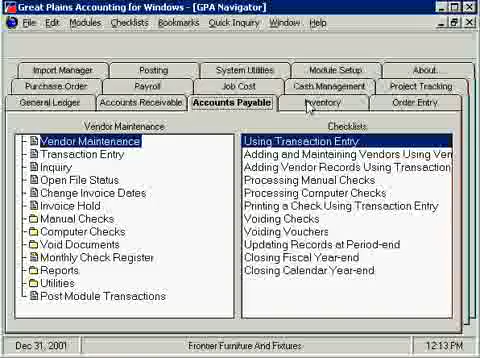 Great Plains Accounting for Windows - [GPA Navigator]
File Edit Modules Checklists Bookmarks Quick Inquiry Window Help
Import Manager Posting System Utilities Module Setup About...
Purchase Order Payroll Job Cost Cash Management Project Tracking
General Ledger Accounts Receivable Accounts Payable Inventory Order Entry
Vendor Maintenance
Vendor Maintenance
Transaction Entry
Inquiry
Open File Status
Change Invoice Dates
Invoice Hold
Manual Checks
Computer Checks
Void Documents
Monthly Check Register
Reports
Utilities
Post Module Transactions
Checklists
Using Transaction Entry
Adding and Maintaining Vendors Using Ven
Adding Vendor Records Using Transaction
Processing Manual Checks
Processing Computer Checks
Printing a Check Using Transaction Entry
Voiding Checks
Voiding Vouchers
Updating Records at Period-end
Closing Fiscal Year-end
Closing Calendar Year-end
Dec 31, 2001 Fronter Furniture And Fixtures 12:13 PM